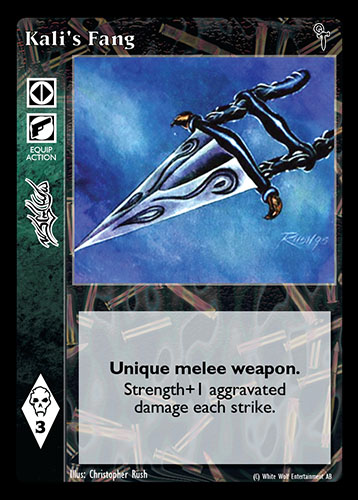 Kali's Fang
EQUIP
ACTION
RUSH95
Unique melee weapon.
Strength+1 aggravated
damage each strike.
3
Illus: Christopher Rush
(C) White Wolf Entertainment AB